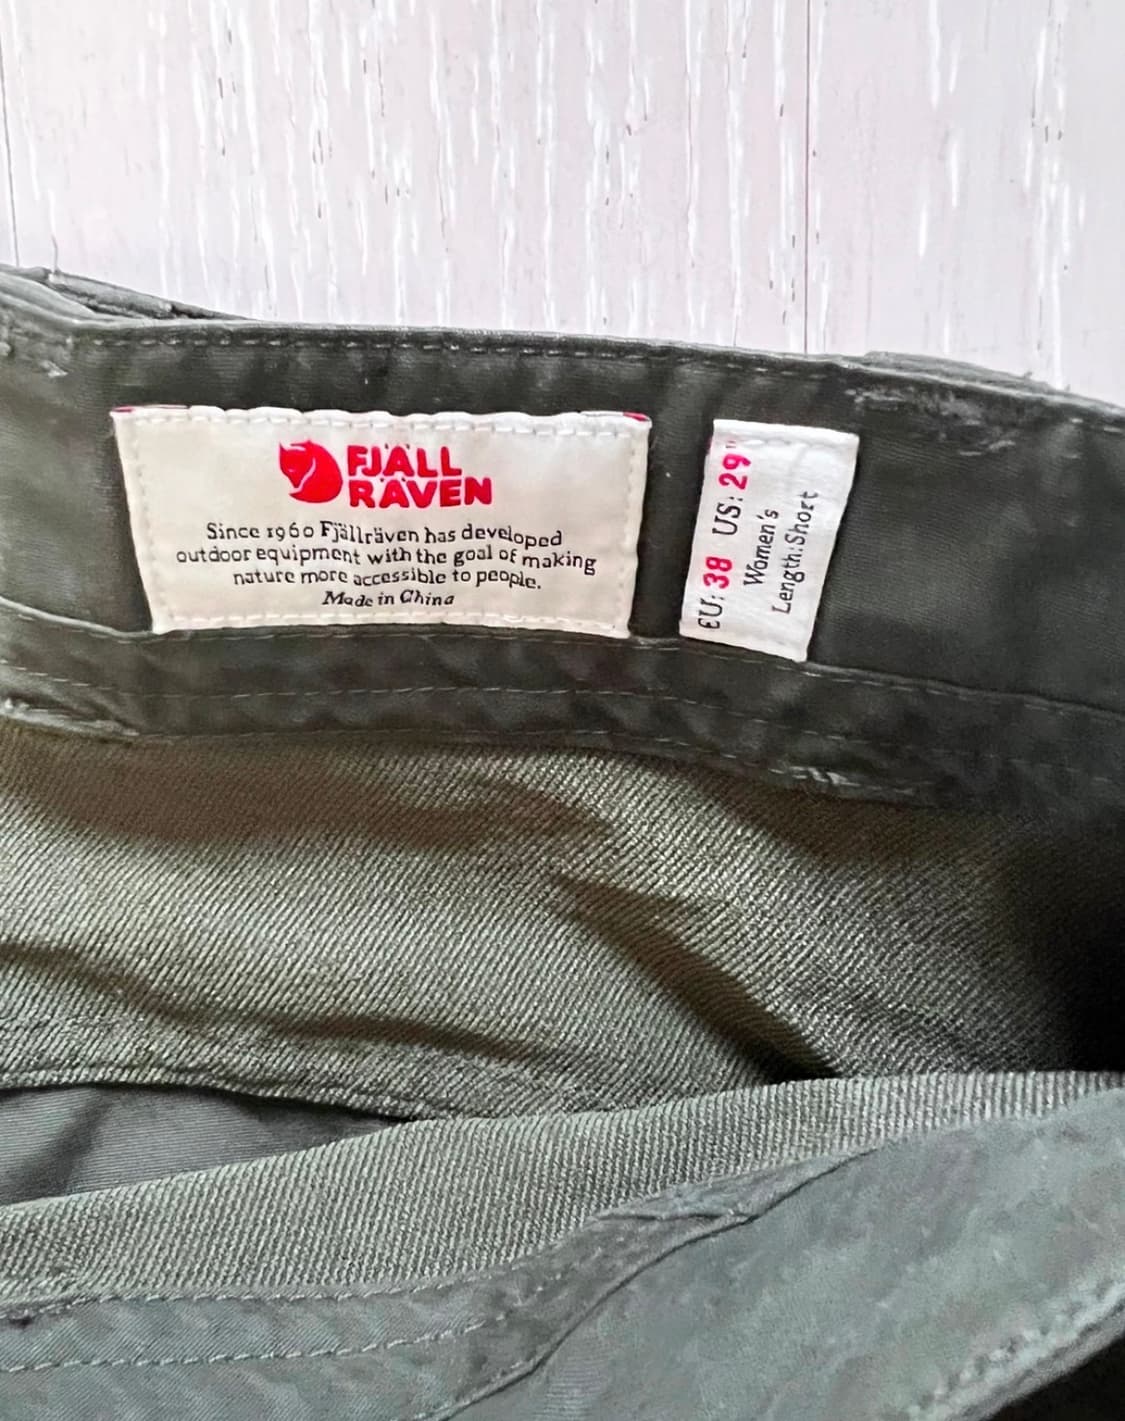 FJÄLL
RÄVEN
Since 1960 Fjällräven has developed
outdoor equipment with the goal of making
nature more accessible to people.
Made in China
EU: 38 US: 29"
Women's
Length: Short